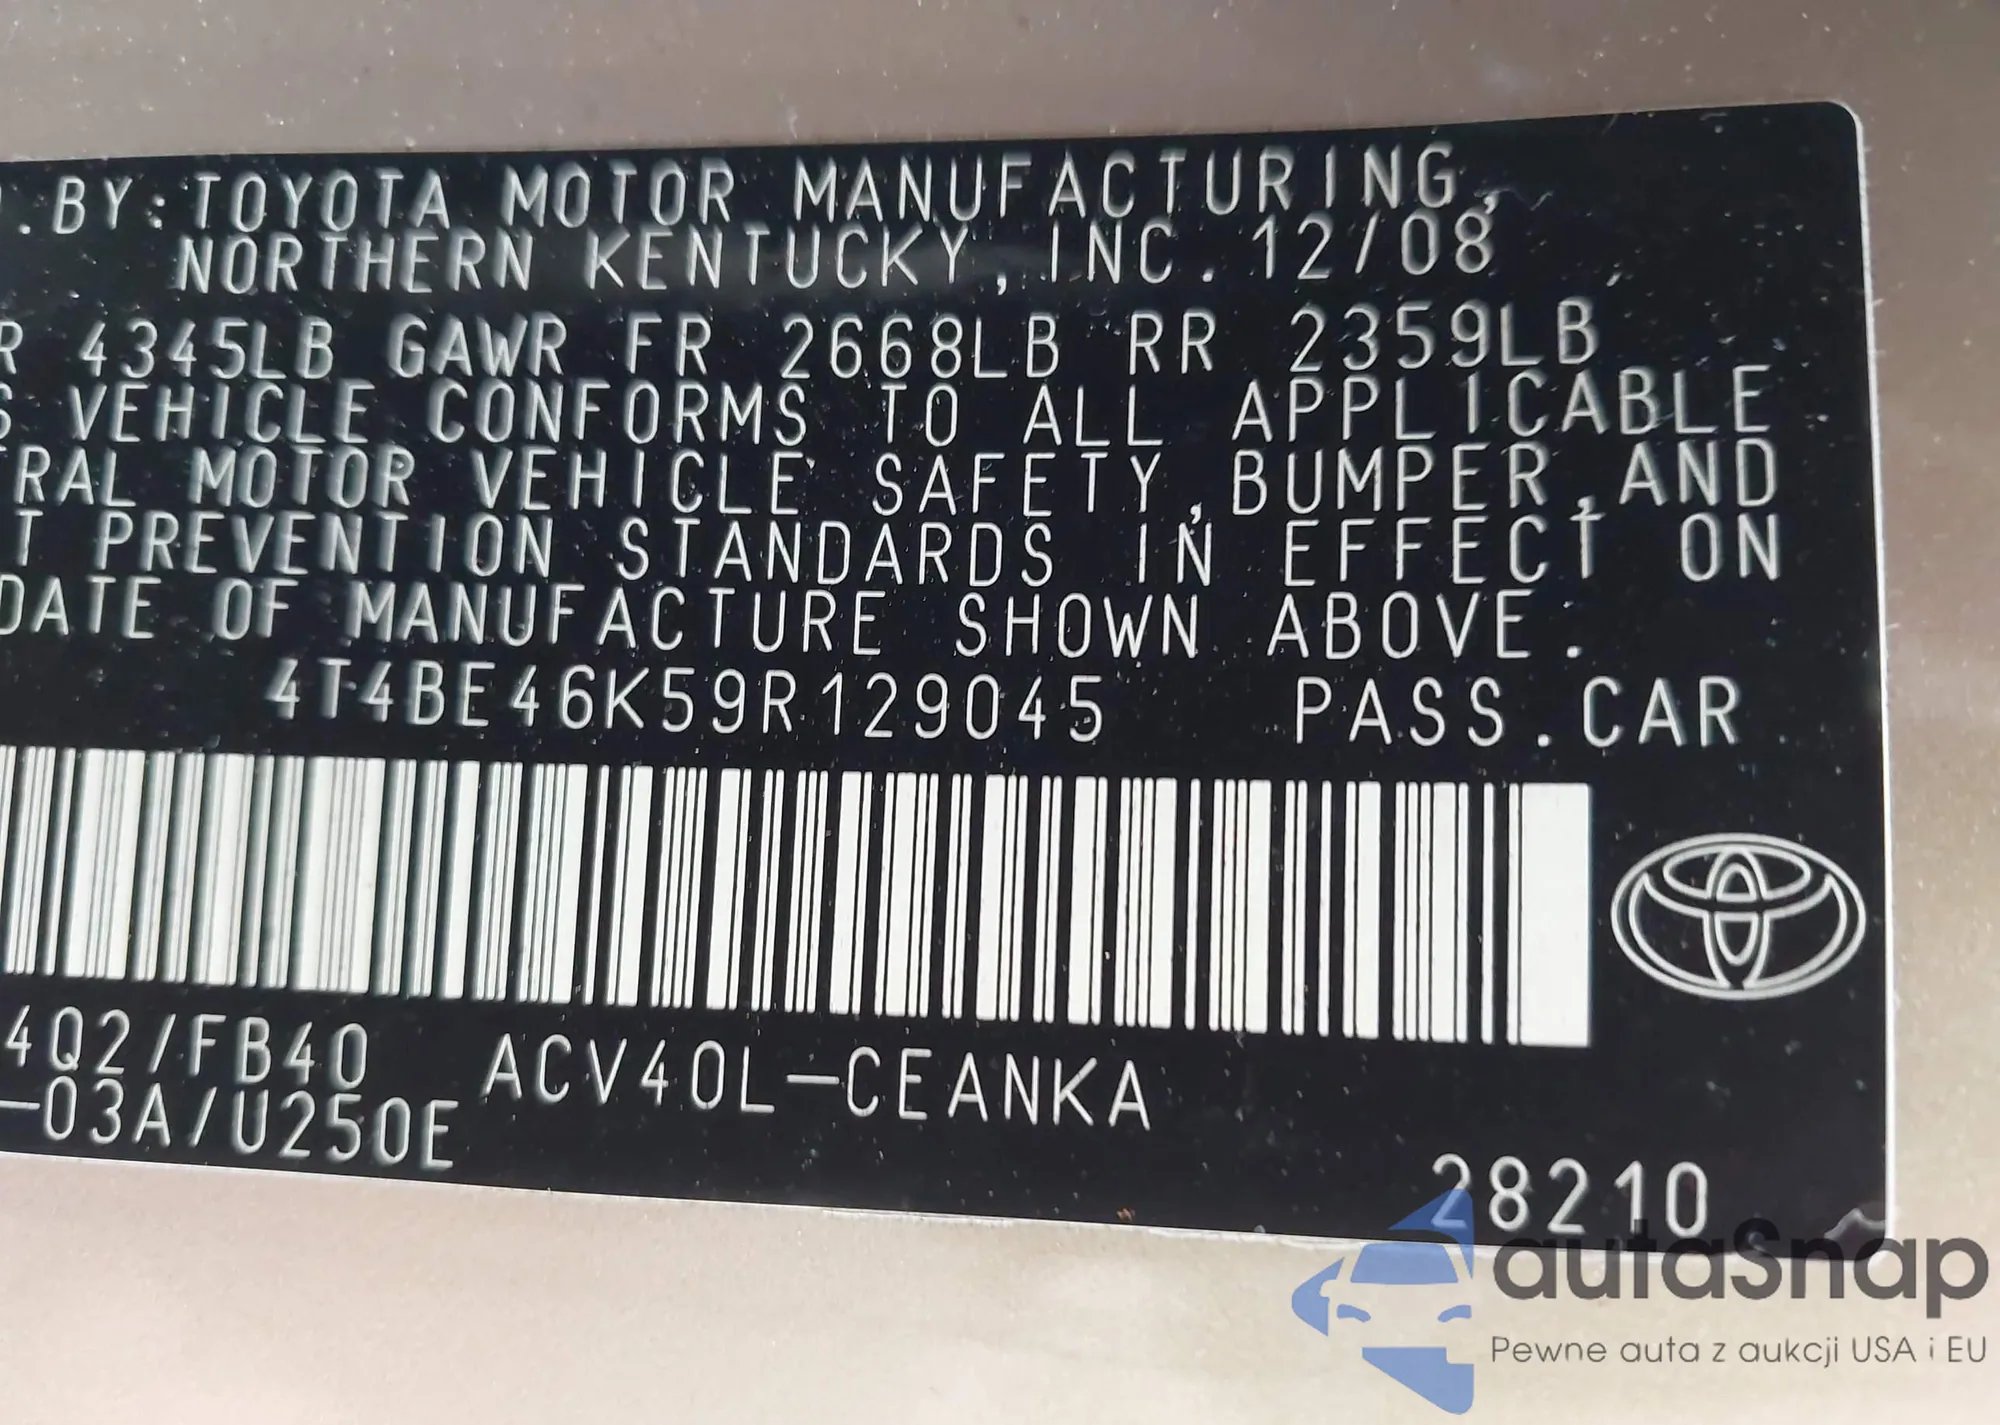 . BY: TOYOTA MOTOR MANUFACTURING,
NORTHERN KENTUCKY, INC. 12/08
R 4345LB GAWR FR 2668LB RR 2359LB
S VEHICLE CONFORMS TO ALL APPLICABLE
ERAL MOTOR VEHICLE SAFETY, BUMPER, AND
T PREVENTION STANDARDS IN EFFECT ON
DATE OF MANUFACTURE SHOWN ABOVE.
4T4BE46K59R129045 PASS. CAR
4Q2/FB40 ACV40L-CEANKA
-03A/U250E
28210
autaSnap
Pewne auta z aukcji USA i EU